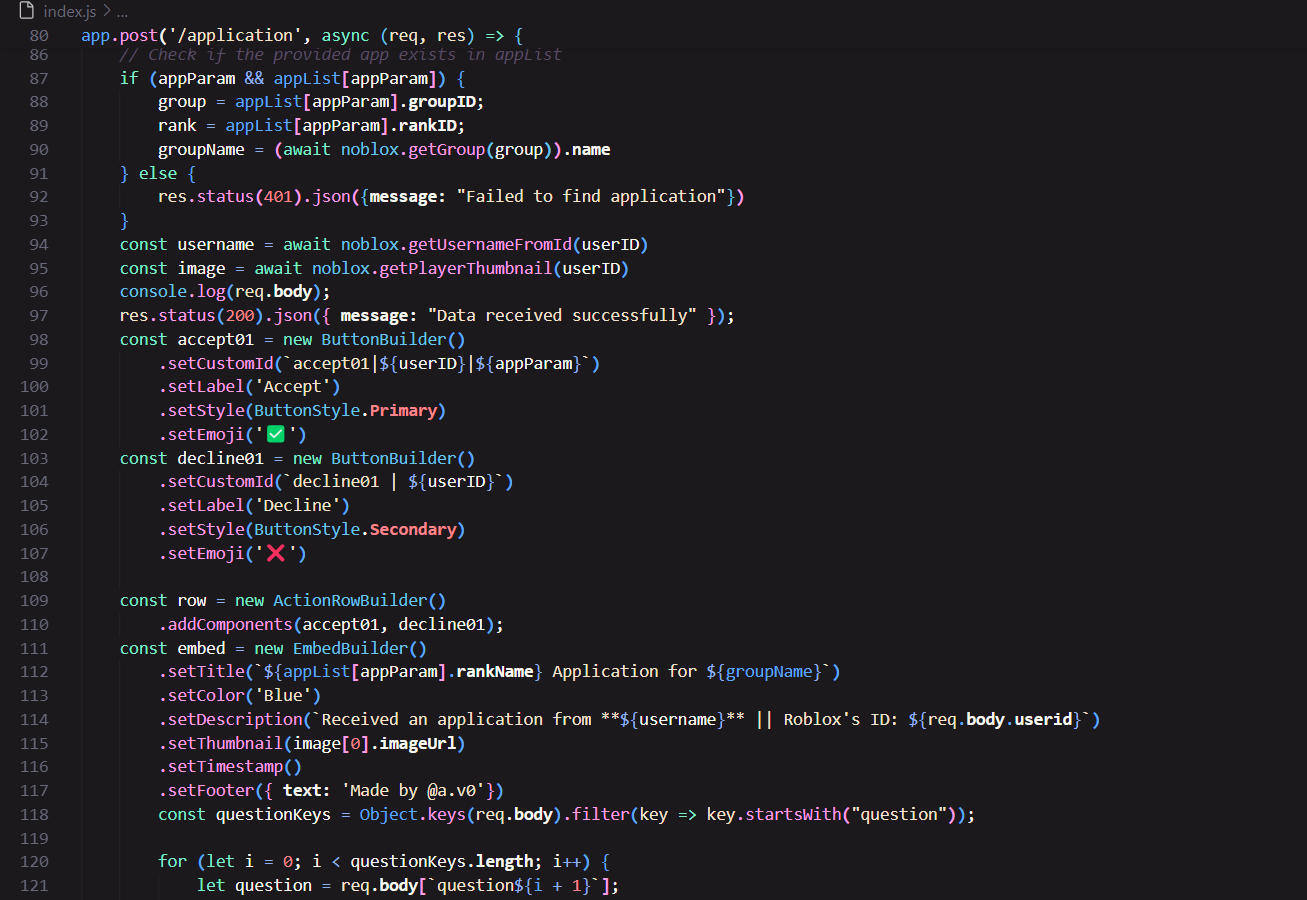 index.js > ...
80 app.post('/application', async (req, res) => {
86 // Check if the provided app exists in appList
87 if (appParam && appList[appParam]) {
88 group = appList[appParam].groupID;
89 rank = appList[appParam].rankID;
90 groupName = (await noblox.getGroup(group)).name
91 } else {
92 res.status(401).json({message: "Failed to find application"})
93 }
94 const username = await noblox.getUsernameFromId(userID)
95 const image = await noblox.getPlayerThumbnail(userID)
96 console.log(req.body);
97 res.status(200).json({ message: "Data received successfully" });
98 const accept01 = new ButtonBuilder()
99 .setCustomId(`accept01|${userID}|${appParam}`)
100 .setLabel('Accept')
101 .setStyle(ButtonStyle.Primary)
102 .setEmoji('✅')
103 const decline01 = new ButtonBuilder()
104 .setCustomId(`decline01 | ${userID}`)
105 .setLabel('Decline')
106 .setStyle(ButtonStyle.Secondary)
107 .setEmoji('❌')
108
109 const row = new ActionRowBuilder()
110 .addComponents(accept01, decline01);
111 const embed = new EmbedBuilder()
112 .setTitle(`${appList[appParam].rankName} Application for ${groupName}`)
113 .setColor('Blue')
114 .setDescription(`Received an application from **${username}** || Roblox's ID: ${req.body.userid}`)
115 .setThumbnail(image[0].imageUrl)
116 .setTimestamp()
117 .setFooter({ text: 'Made by @a.v0'})
118 const questionKeys = Object.keys(req.body).filter(key => key.startsWith("question"));
119
120 for (let i = 0; i < questionKeys.length; i++) {
121 let question = req.body[`question${i + 1}`];